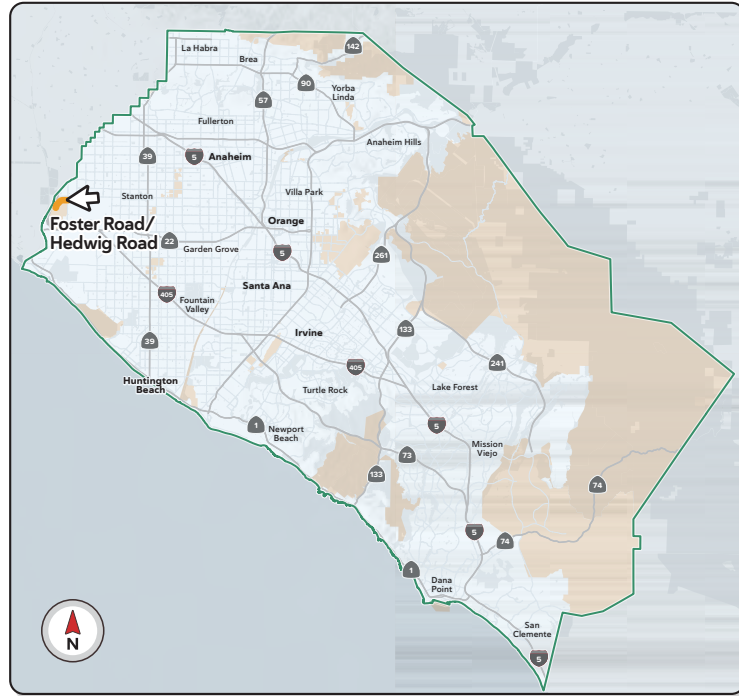 142
La Habra
Brea
90
Yorba
Linda
57
Fullerton
Anaheim Hills
39
5
Anaheim
Villa Park
Stanton
Foster Road/
Hedwig Road
Orange
22
Garden Grove
5
261
Santa Ana
405
Fountain
Valley
133
Irvine
39
241
405
Huntington
Beach
Turtle Rock
Lake Forest
1
Newport
Beach
5
Mission
Viejo
73
133
74
5
74
1
Dana
Point
N
San
Clemente
5